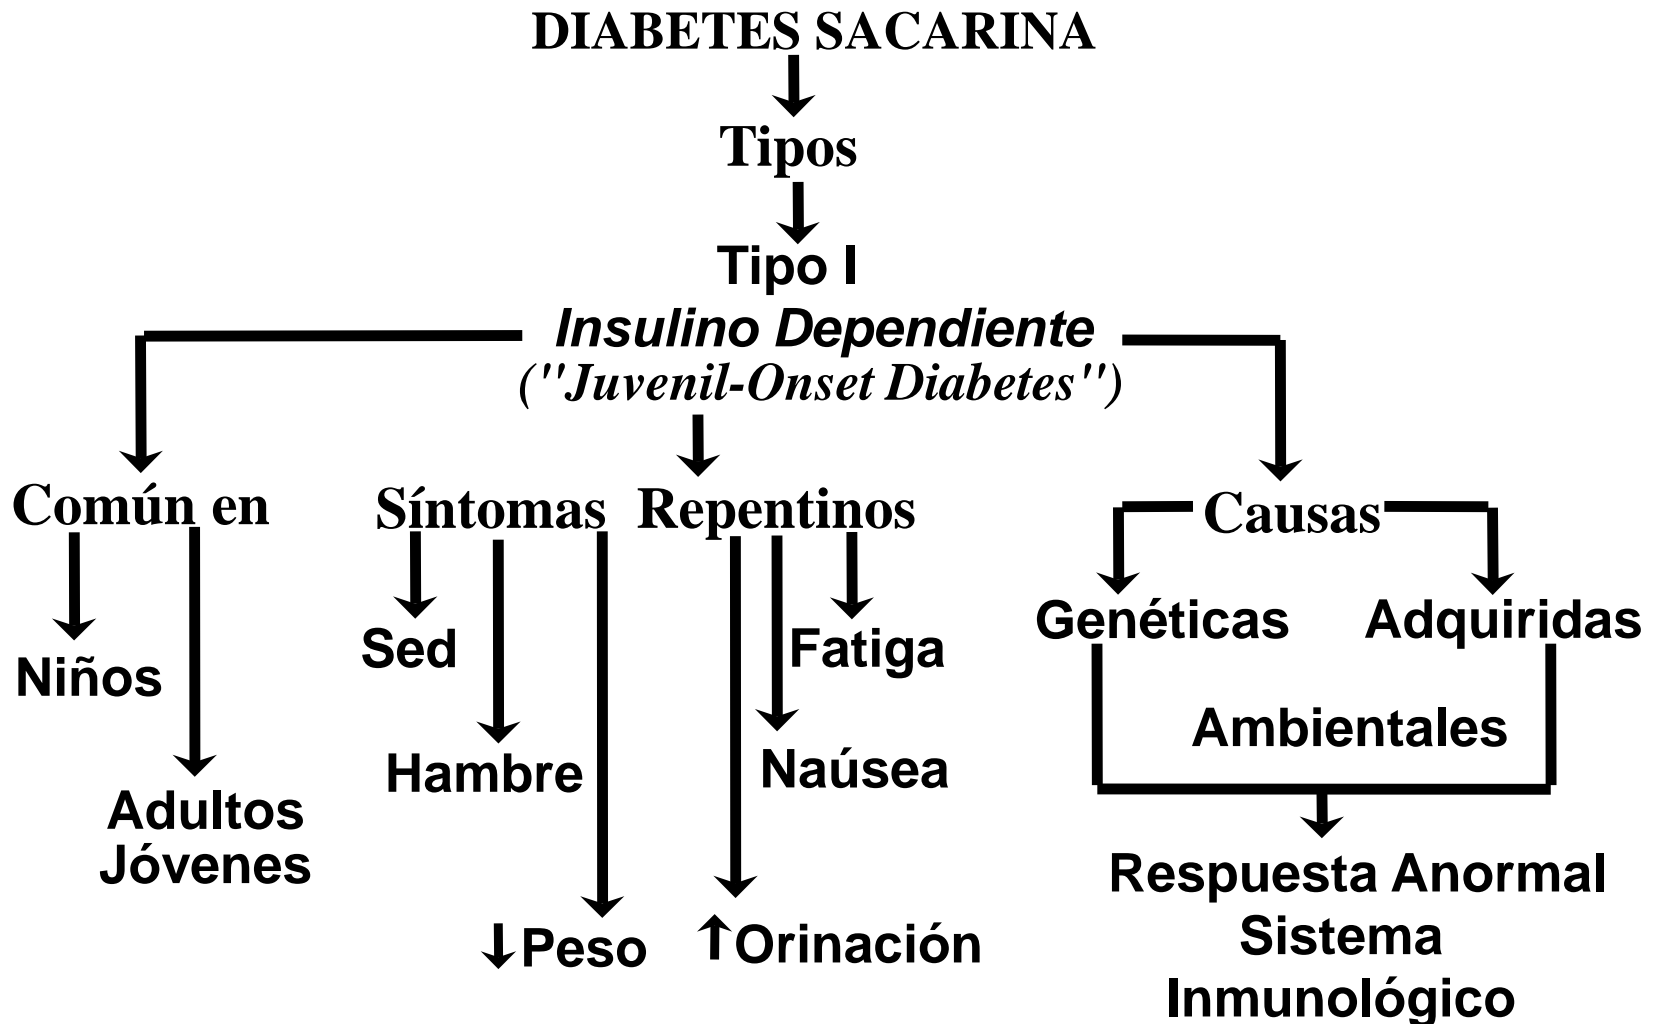 DIABETES SACARINA
Tipos
Tipo I
Insulino Dependiente
("Juvenil-Onset Diabetes")
Común en
Niños
Adultos
Jóvenes
Síntomas Repentinos
Sed
Hambre
↓Peso
↑Orinación
Naúsea
Fatiga
Causas
Genéticas
Adquiridas
Ambientales
Respuesta Anormal
Sistema
Inmunológico